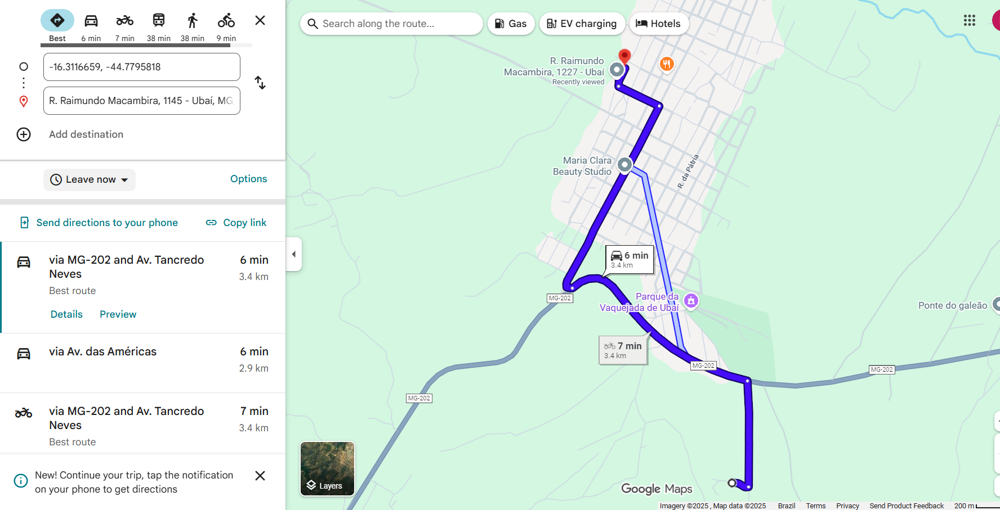 Best
6 min
7 min
38 min
38 min
9 min
-16.3116659, -44.7795818
R. Raimundo Macambira, 1145 - Ubaí, MG
Add destination
Leave now
Options
Send directions to your phone
Copy link
via MG-202 and Av. Tancredo
Neves
6 min
3.4 km
Best route
Details
Preview
via Av. das Américas
6 min
2.9 km
via MG-202 and Av. Tancredo
Neves
7 min
3.4 km
Best route
New! Continue your trip, tap the notification
on your phone to get directions
Search along the route...
Gas
EV charging
Hotels
R. Raimundo
Macambira, 1227 - Ubaí
Recently viewed
Maria Clara
Beauty Studio
R. da Pátria
6 min
3.4 km
MG-202
Parque da
Vaquejada de Ubaí
Ponte do galeão
7 min
3.4 km
MG-202
MG-202
MG-202
Layers
Google Maps
Imagery ©2025 , Map data ©2025
Brazil
Terms
Privacy
Send Product Feedback
200 m